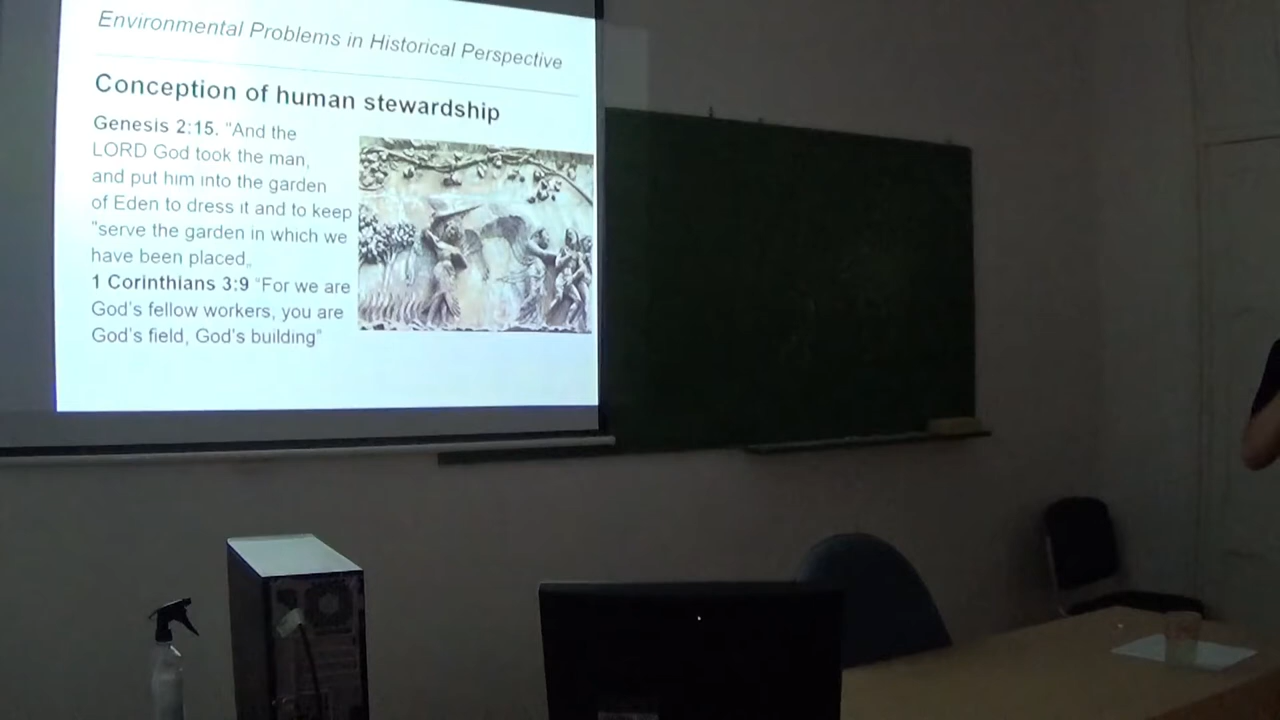 Environmental Problems in Historical Perspective
Conception of human stewardship
Genesis 2:15. "And the
LORD God took the man,
and put him into the garden
of Eden to dress it and to keep
"serve the garden in which we
have been placed„
1 Corinthians 3:9 "For we are
God's fellow workers, you are
God's field, God's building"